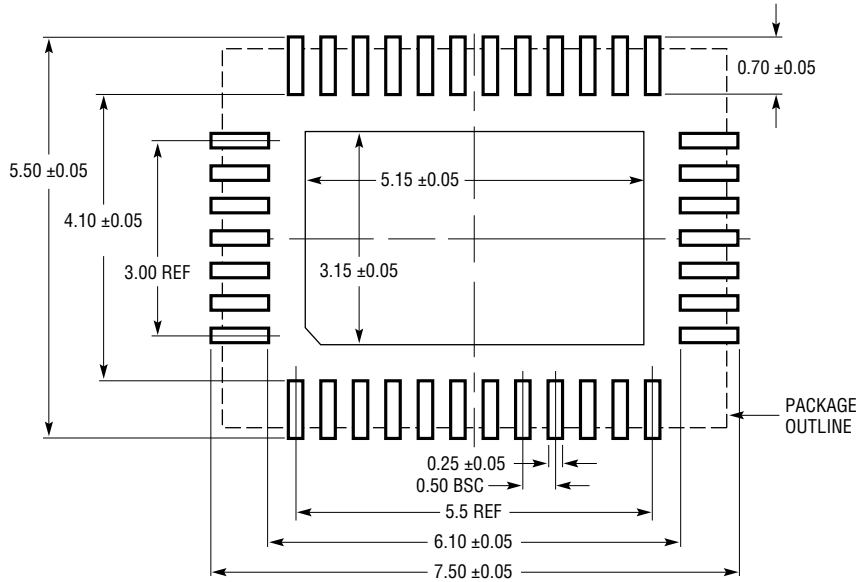 0.70 ±0.05
5.50 ±0.05
5.15 ±0.05
4.10 ±0.05
3.00 REF
3.15 ±0.05
PACKAGE
OUTLINE
0.25 ±0.05
0.50 BSC
5.5 REF
6.10 ±0.05
7.50 ±0.05